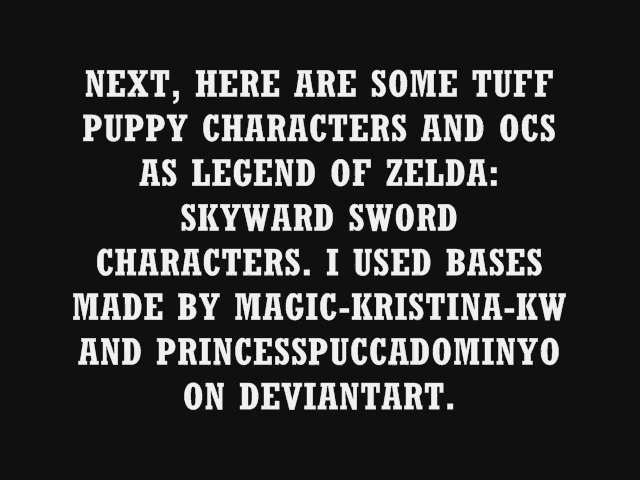 NEXT, HERE ARE SOME TUFF
PUPPY CHARACTERS AND OCS
AS LEGEND OF ZELDA:
SKYWARD SWORD
CHARACTERS. I USED BASES
MADE BY MAGIC-KRISTINA-KW
AND PRINCESSPUCCADOMINYO
ON DEVIANTART.